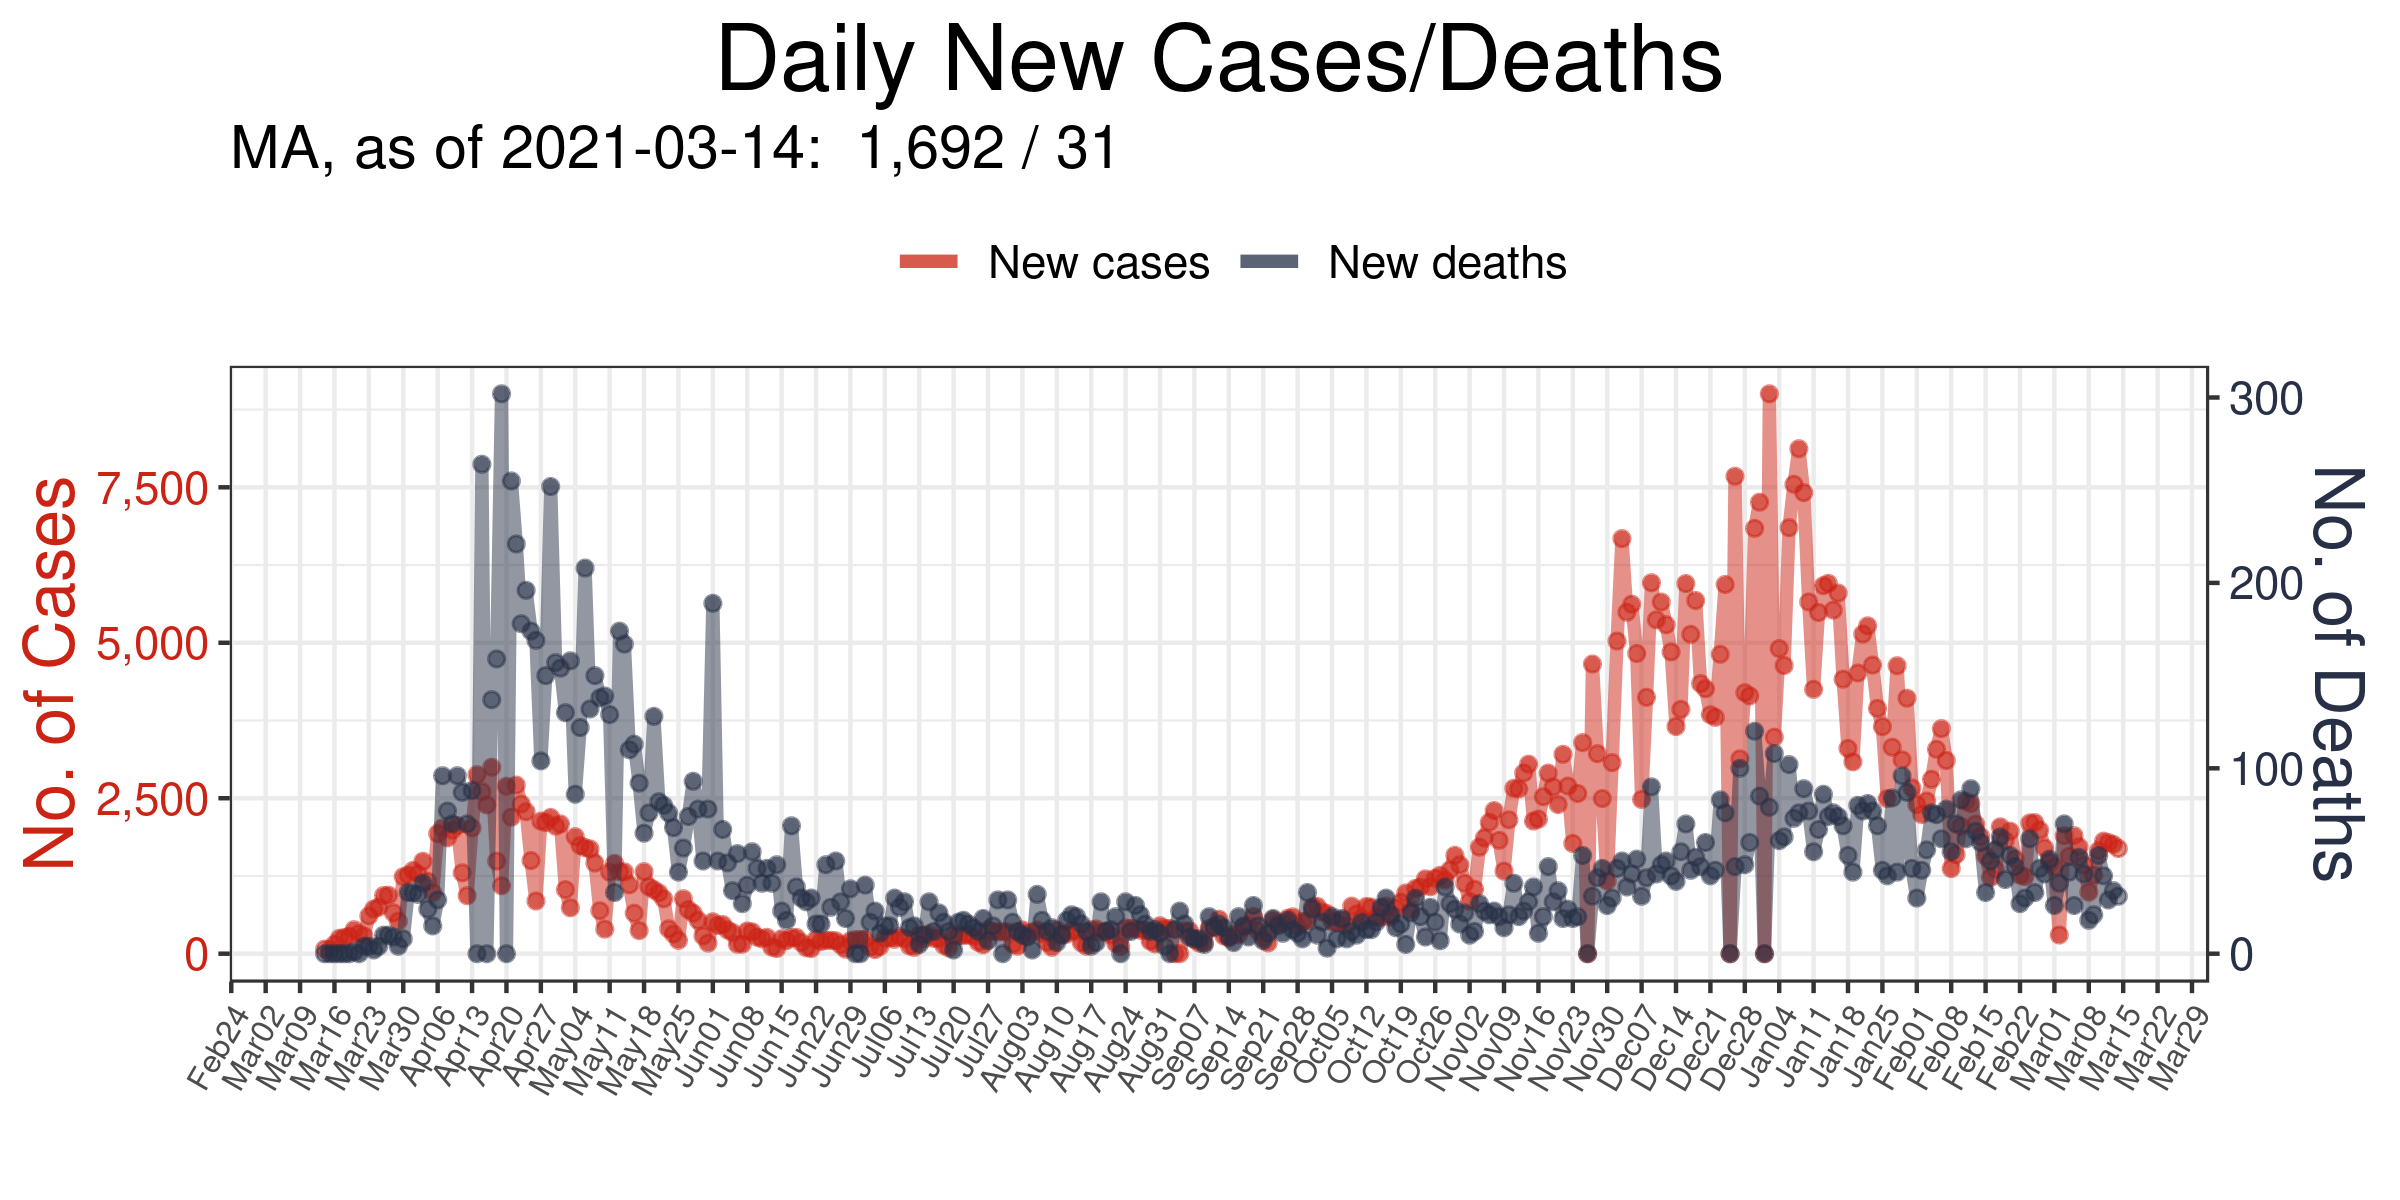 Daily New Cases/Deaths
MA, as of 2021-03-14:  1,692 / 31
New cases New deaths
No. of Cases
7,500
5,000
2,500
0
300
200
100
0
No. of Deaths
Feb24 Mar02 Mar09 Mar16 Mar23 Mar30 Apr06 Apr13 Apr20 Apr27 May04 May11 May18 May25 Jun01 Jun08 Jun15 Jun22 Jun29 Jul06 Jul13 Jul20 Jul27 Aug03 Aug10 Aug17 Aug24 Aug31 Sep07 Sep14 Sep21 Sep28 Oct05 Oct12 Oct19 Oct26 Nov02 Nov09 Nov16 Nov23 Nov30 Dec07 Dec14 Dec21 Dec28 Jan04 Jan11 Jan18 Jan25 Feb01 Feb08 Feb15 Feb22 Mar01 Mar08 Mar15 Mar22 Mar29